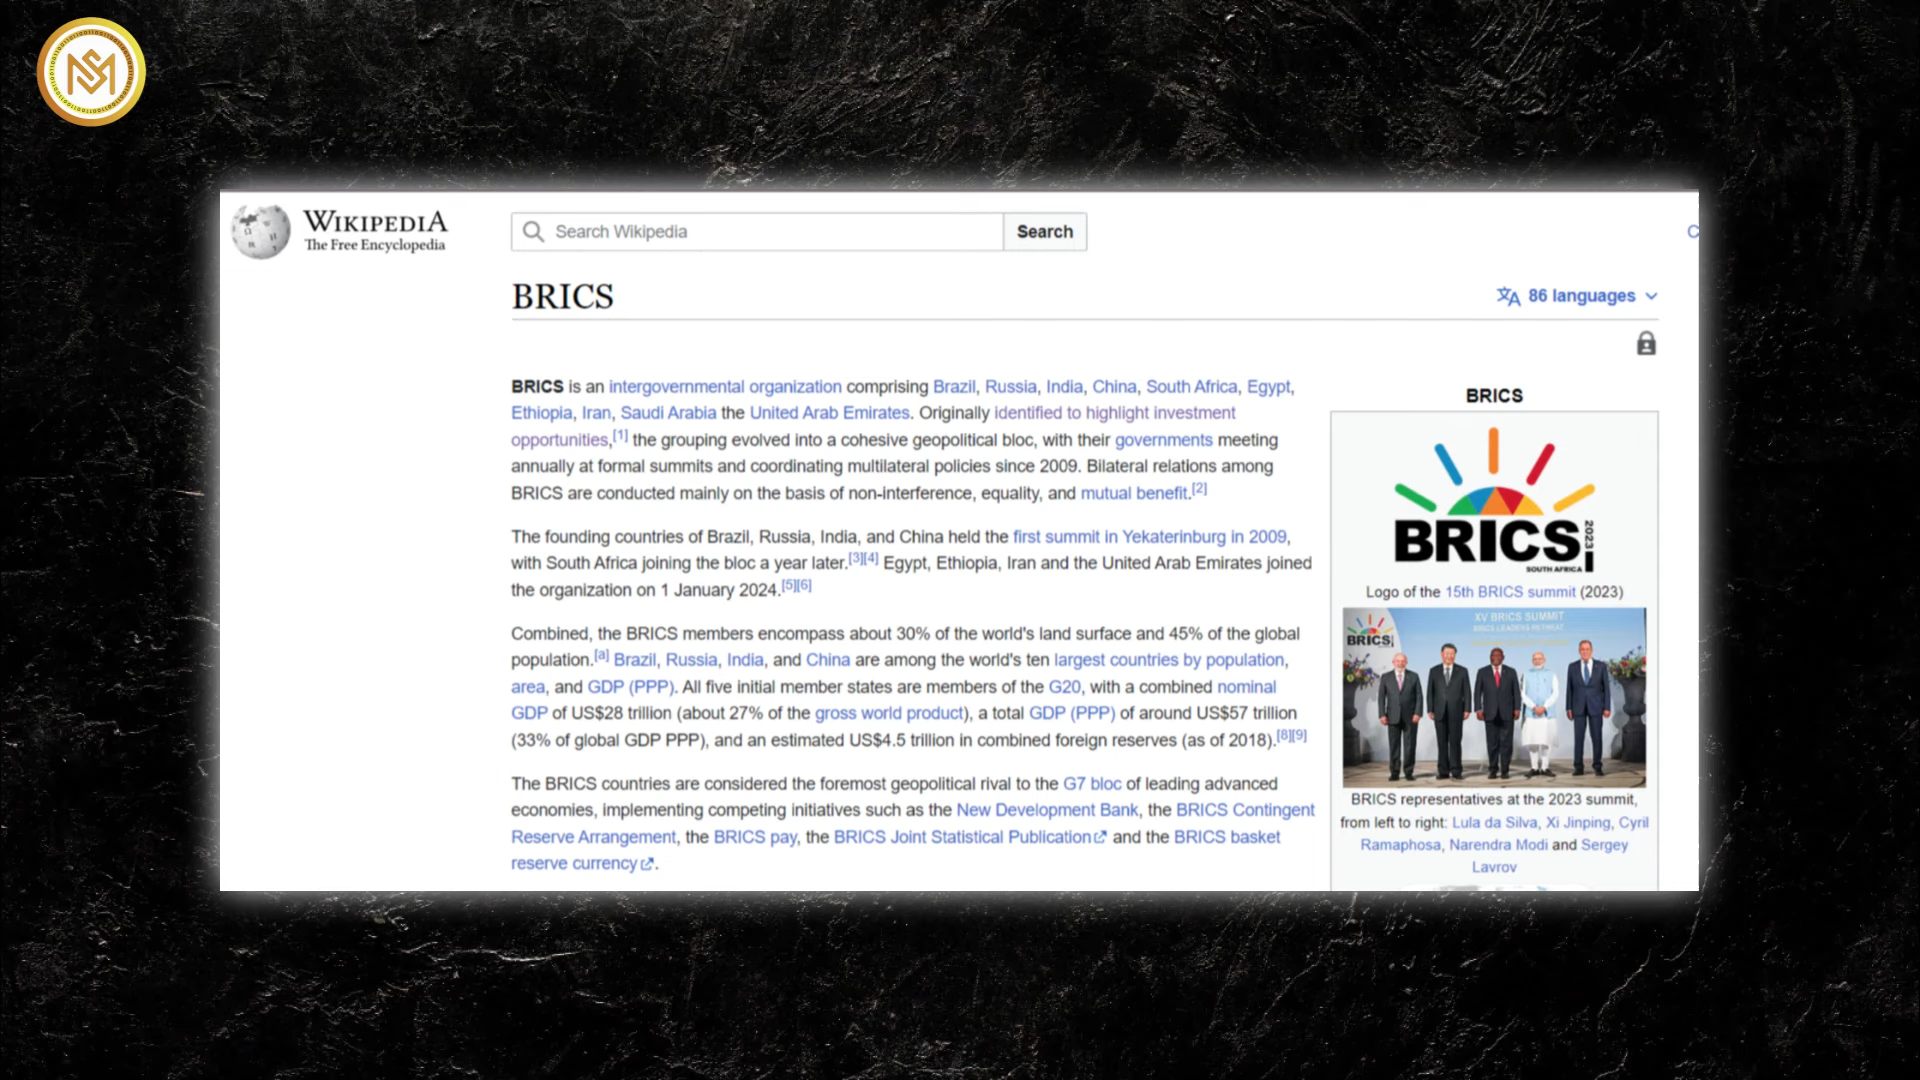 WIKIPEDIA
The Free Encyclopedia
Search Wikipedia
Search
BRICS
86 languages
BRICS is an intergovernmental organization comprising Brazil, Russia, India, China, South Africa, Egypt,
Ethiopia, Iran, Saudi Arabia the United Arab Emirates. Originally identified to highlight investment
opportunities,[1] the grouping evolved into a cohesive geopolitical bloc, with their governments meeting
annually at formal summits and coordinating multilateral policies since 2009. Bilateral relations among
BRICS are conducted mainly on the basis of non-interference, equality, and mutual benefit.[2]
The founding countries of Brazil, Russia, India, and China held the first summit in Yekaterinburg in 2009,
with South Africa joining the bloc a year later.[3][4] Egypt, Ethiopia, Iran and the United Arab Emirates joined
the organization on 1 January 2024.[5][6]
Combined, the BRICS members encompass about 30% of the world's land surface and 45% of the global
population.[a] Brazil, Russia, India, and China are among the world's ten largest countries by population,
area, and GDP (PPP). All five initial member states are members of the G20, with a combined nominal
GDP of US$28 trillion (about 27% of the gross world product), a total GDP (PPP) of around US$57 trillion
(33% of global GDP PPP), and an estimated US$4.5 trillion in combined foreign reserves (as of 2018).[8][9]
The BRICS countries are considered the foremost geopolitical rival to the G7 bloc of leading advanced
economies, implementing competing initiatives such as the New Development Bank, the BRICS Contingent
Reserve Arrangement, the BRICS pay, the BRICS Joint Statistical Publication and the BRICS basket
reserve currency.
BRICS
BRICS
2023
SOUTH AFRICA
Logo of the 15th BRICS summit (2023)
XV BRICS SUMMIT
BRICS LEADERS RETREAT
BRICS
BRICS representatives at the 2023 summit,
from left to right: Lula da Silva, Xi Jinping, Cyril
Ramaphosa, Narendra Modi and Sergey
Lavrov